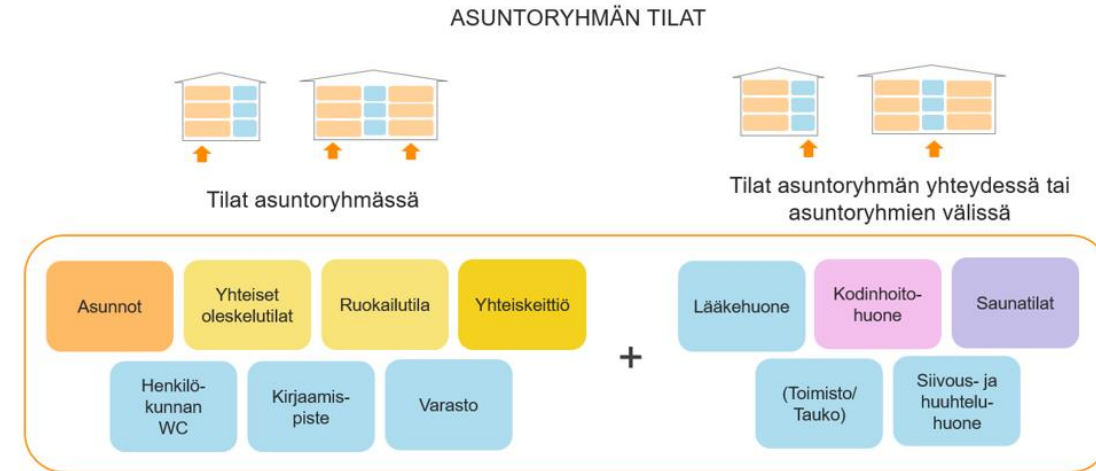 ASUNTORYHMÄN TILAT
Tilat asuntoryhmässä
Tilat asuntoryhmän yhteydessä tai
asuntoryhmien välissä
Asunnot
Yhteiset
oleskelutilat
Ruokailutila
Yhteiskeittiö
Henkilö-
kunnan
WC
Kirjaamis-
piste
Varasto
+
Lääkehuone
Kodinhoito-
huone
Saunatilat
(Toimisto/
Tauko)
Siivous- ja
huuhtelu-
huone